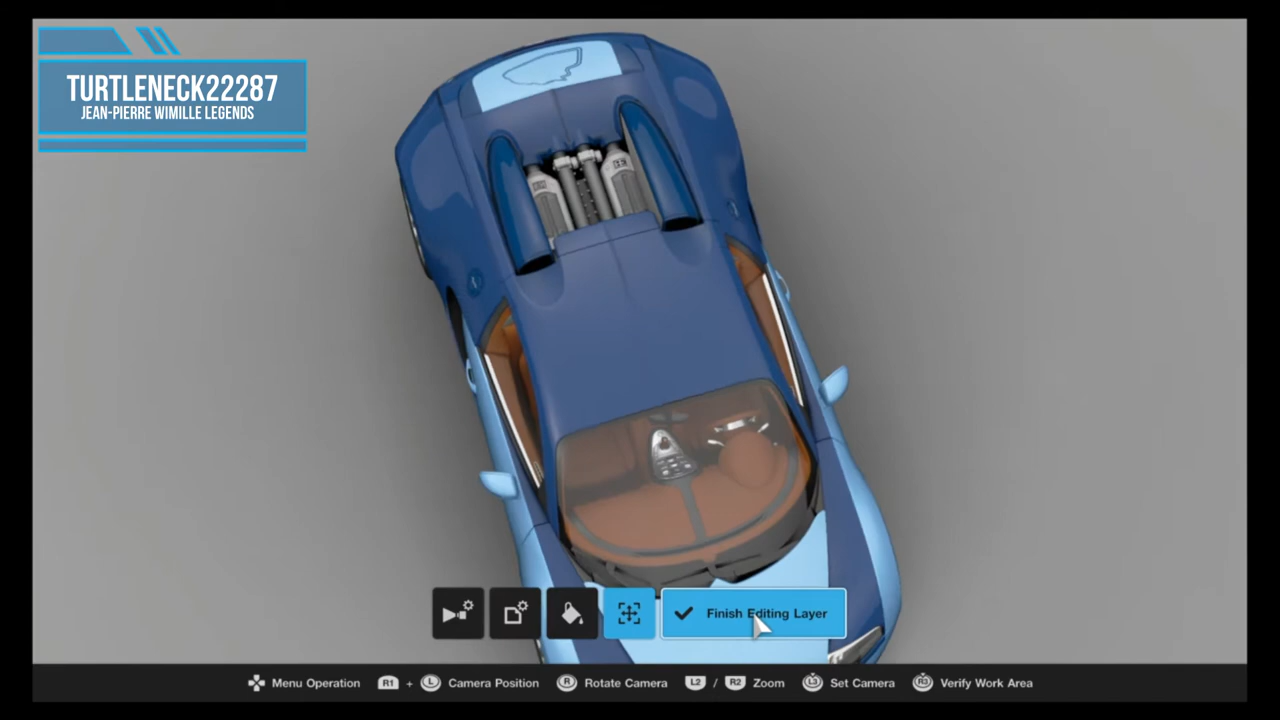 TURTLENECK22287
JEAN-PIERRE WIMILLE LEGENDS
Finish Editing Layer
Menu Operation R1 + L Camera Position R Rotate Camera L2 / R2 Zoom L3 Set Camera R3 Verify Work Area